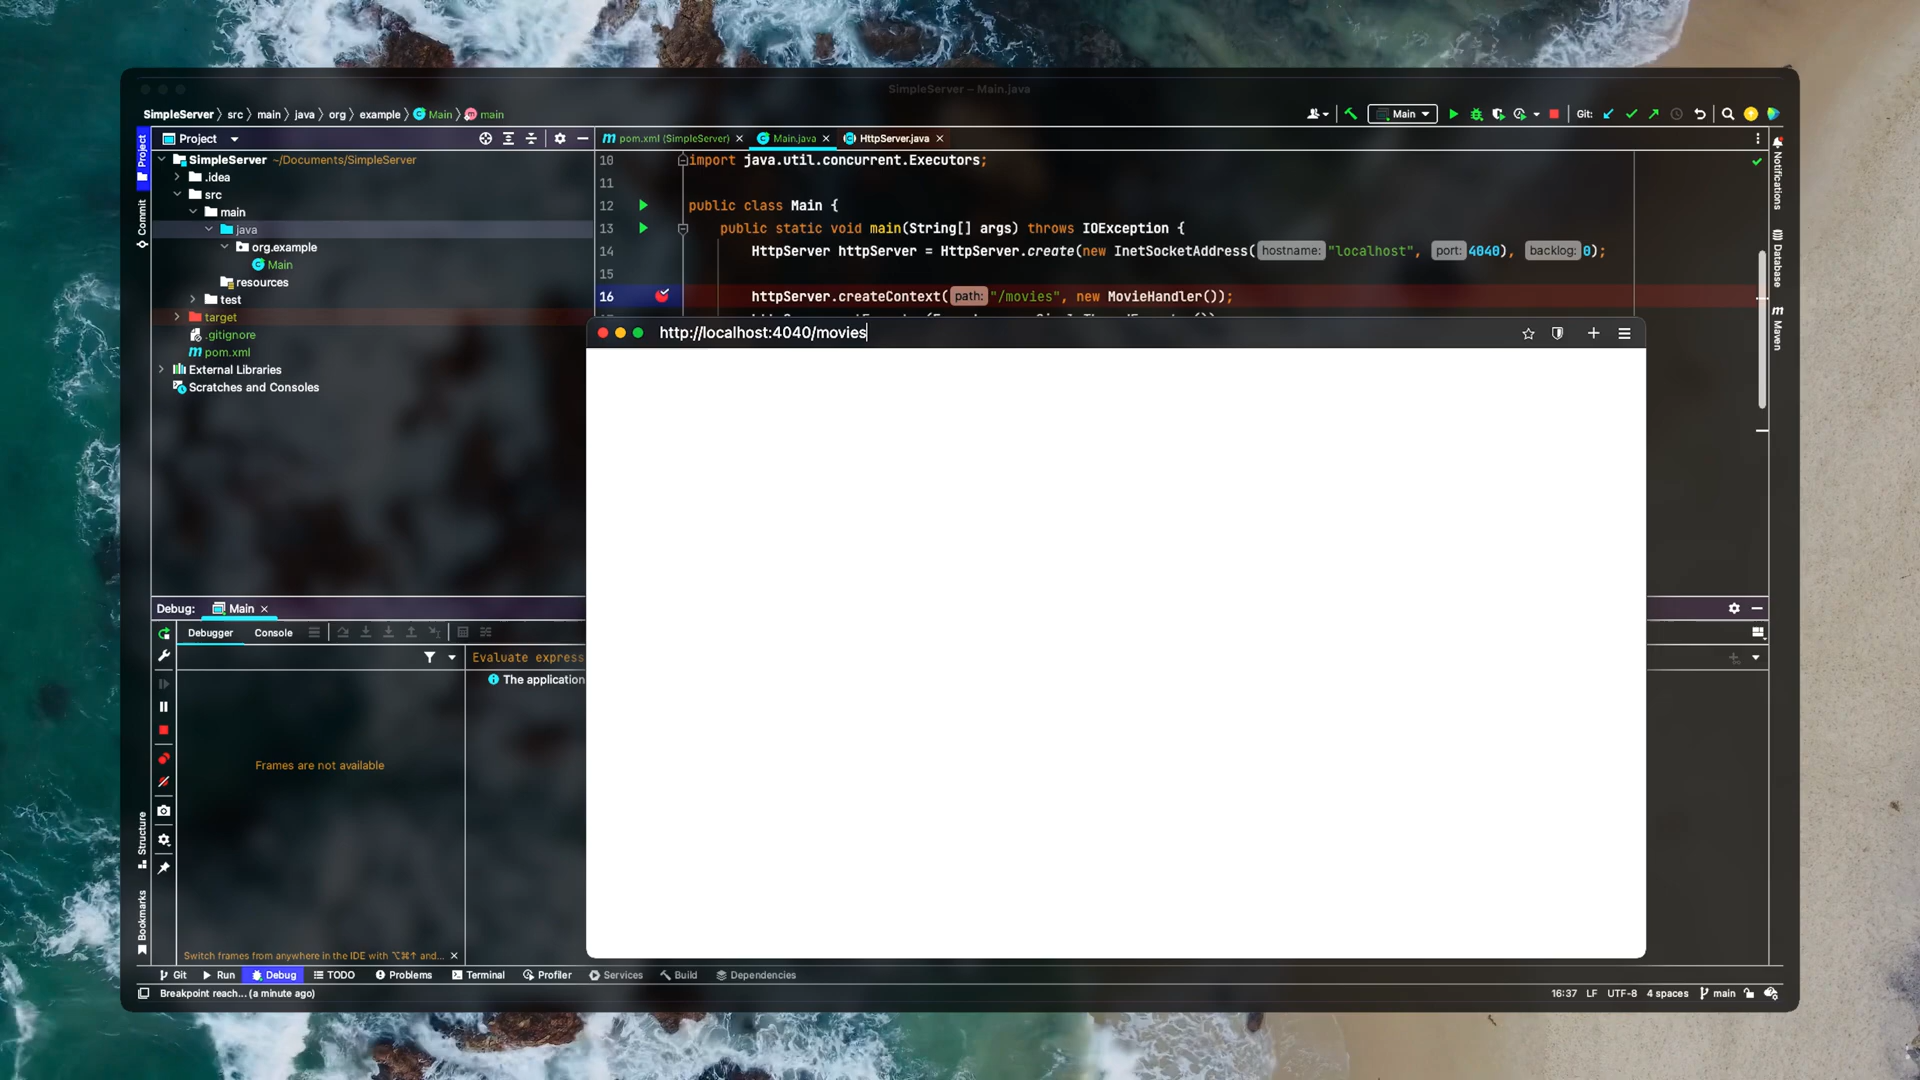 SimpleServer – Main.java
SimpleServer src main java org example Main main
Main
Git:
Project
pom.xml (SimpleServer)
Main.java
HttpServer.java
SimpleServer ~/Documents/SimpleServer
.idea
src
main
java
org.example
Main
resources
test
target
.gitignore
pom.xml
External Libraries
Scratches and Consoles
Project
Commit
Structure
Bookmarks
10 import java.util.concurrent.Executors;
11
12 public class Main {
13 public static void main(String[] args) throws IOException {
14 HttpServer httpServer = HttpServer.create(new InetSocketAddress( hostname: "localhost", port: 4040), backlog: 0);
15
16 httpServer.createContext( path: "/movies", new MovieHandler());
Notifications
Database
Maven
http://localhost:4040/movies
Debug: Main
Debugger Console
Evaluate express
The application
Frames are not available
Switch frames from anywhere in the IDE with ⌥⌘↑ and...
Git Run Debug TODO Problems Terminal Profiler Services Build Dependencies
Breakpoint reach... (a minute ago)
16:37 LF UTF-8 4 spaces main